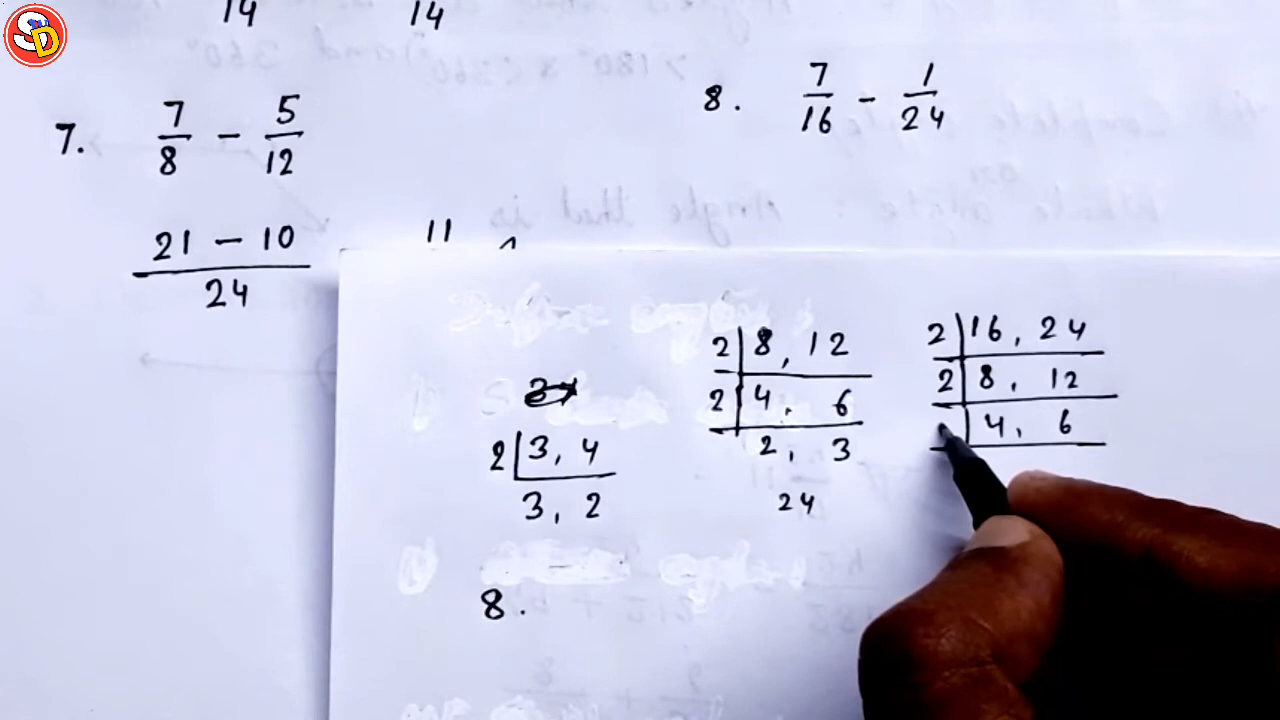 SD
14 14
7. 7/8 - 5/12
21 - 10
24
11
8. 7/16 - 1/24
2 | 3, 4
3, 2
2 | 8, 12
2 | 4, 6
2, 3
24
2 | 16, 24
2 | 8, 12
4, 6
8.